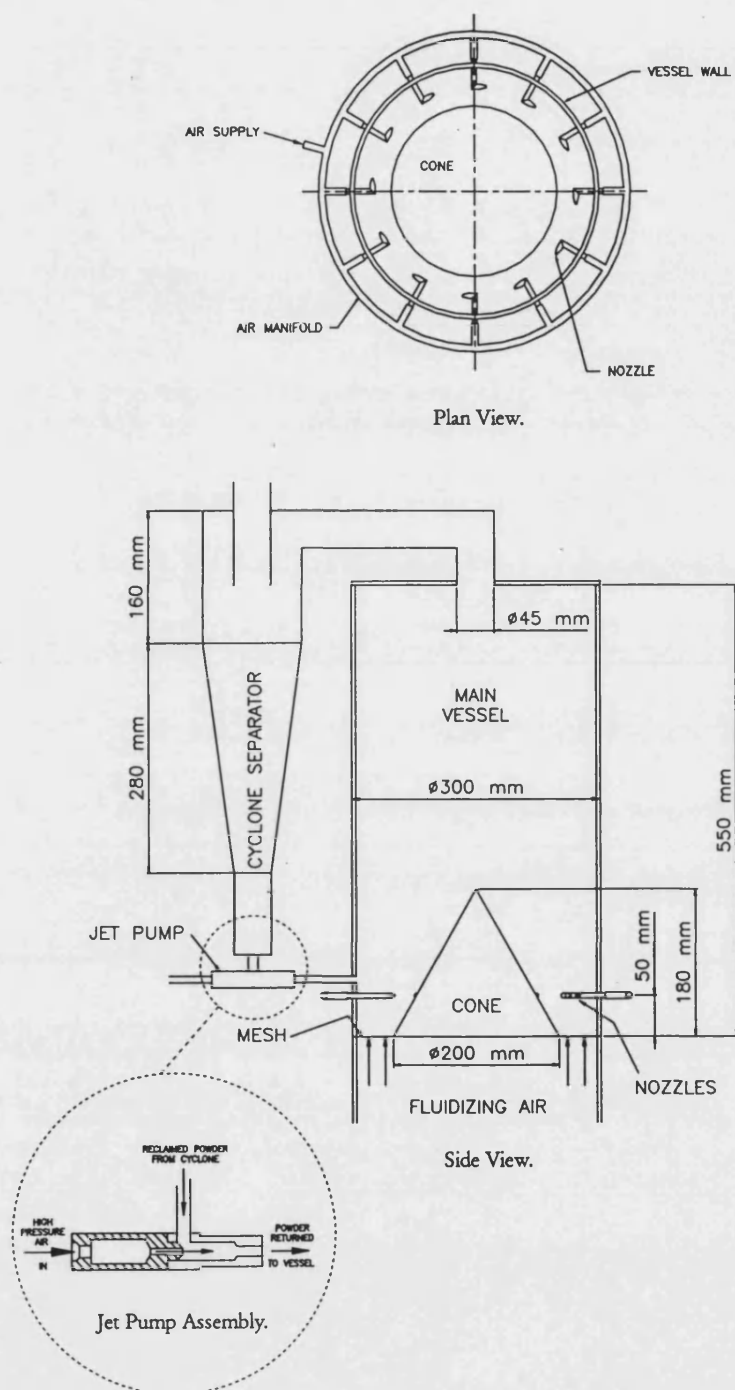 VESSEL WALL
AIR SUPPLY
CONE
AIR MANIFOLD
NOZZLE
Plan View.
160 mm
280 mm
CYCLONE SEPARATOR
ø45 mm
MAIN
VESSEL
ø300 mm
550 mm
JET PUMP
50 mm
180 mm
CONE
MESH
ø200 mm
NOZZLES
FLUIDIZING AIR
Side View.
RECLAIMED POWDER
FROM CYCLONE
HIGH
PRESSURE
AIR
IN
POWDER
RETURNED
TO VESSEL
Jet Pump Assembly.